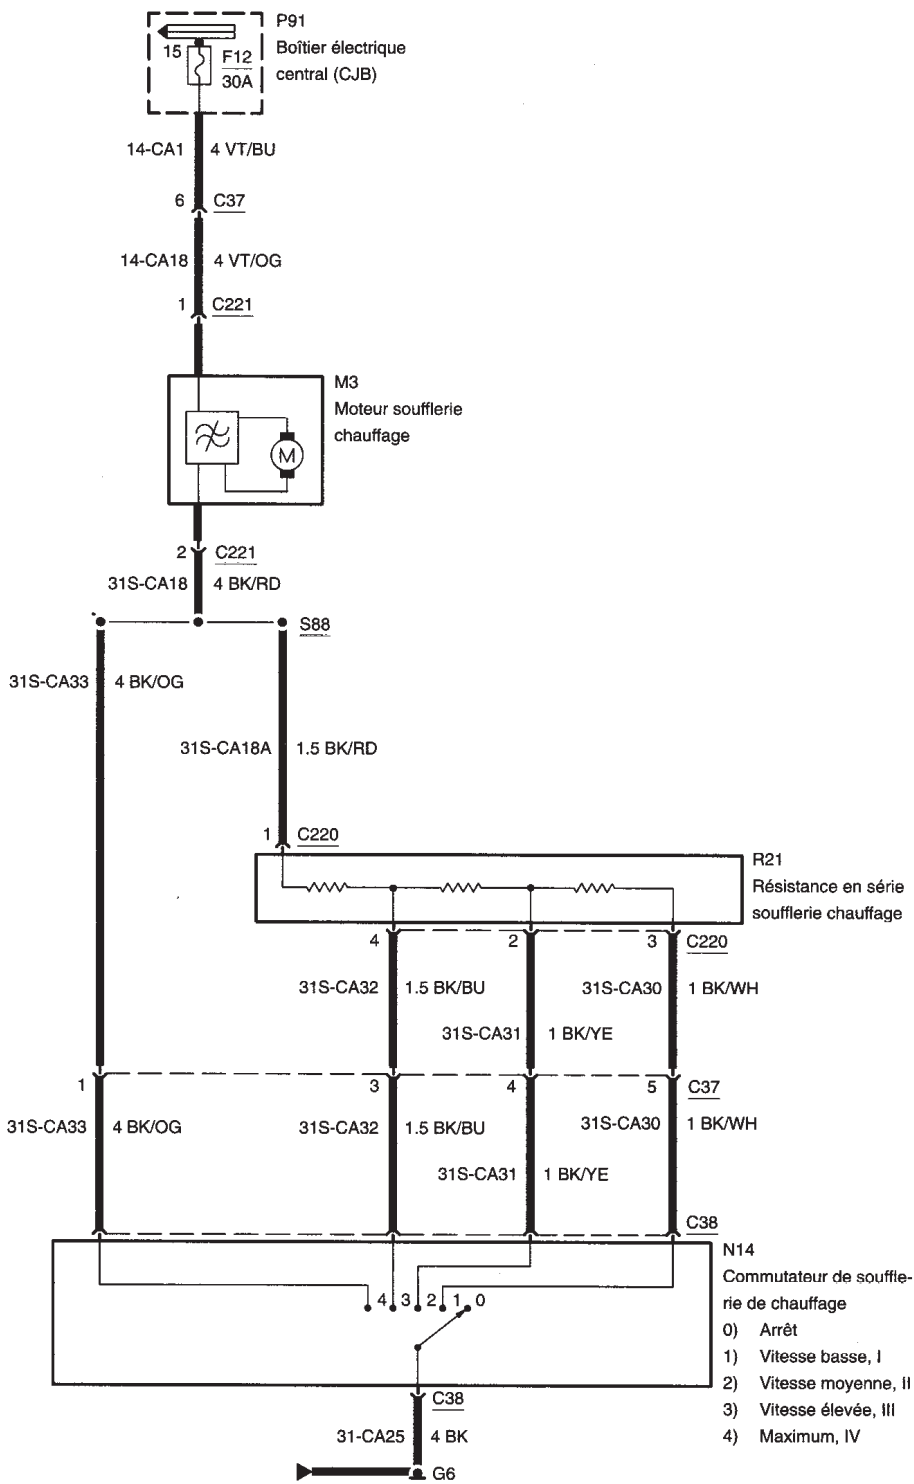 P91
Boîtier électrique
central (CJB)
15
F12
30A
14-CA1 4 VT/BU
6 C37
14-CA18 4 VT/OG
1 C221
M3
Moteur soufflerie
chauffage
M
2 C221
31S-CA18 4 BK/RD
S88
31S-CA33 4 BK/OG
31S-CA18A 1.5 BK/RD
1 C220
R21
Résistance en série
soufflerie chauffage
4 2 3 C220
31S-CA32 1.5 BK/BU 31S-CA30 1 BK/WH
31S-CA31 1 BK/YE
1 3 4 5 C37
31S-CA33 4 BK/OG 31S-CA32 1.5 BK/BU 31S-CA30 1 BK/WH
31S-CA31 1 BK/YE
C38
N14
Commutateur de souffle-
rie de chauffage
4 3 2 1 0
0) Arrêt
1) Vitesse basse, I
2) Vitesse moyenne, II
3) Vitesse élevée, III
4) Maximum, IV
C38
31-CA25 4 BK
G6